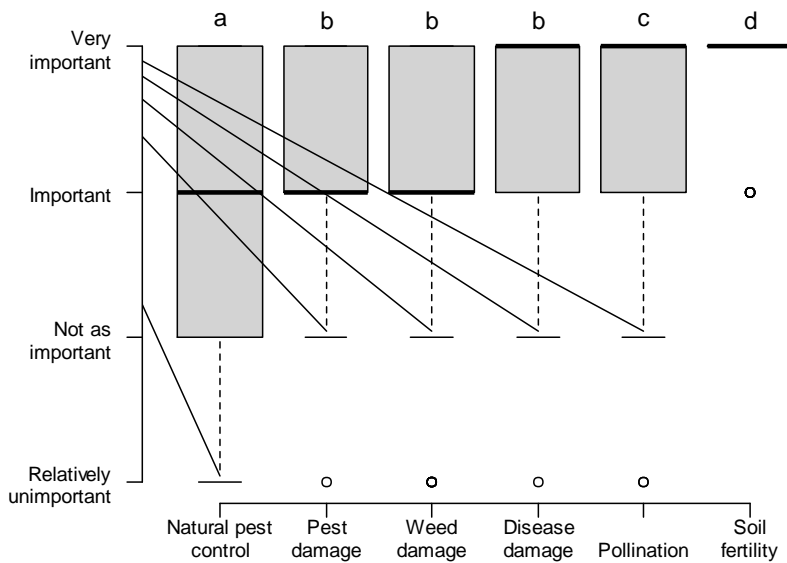 a b b b c d
Very
important
Important
Not as
important
Relatively
unimportant
Natural pest
control
Pest
damage
Weed
damage
Disease
damage
Pollination
Soil
fertility